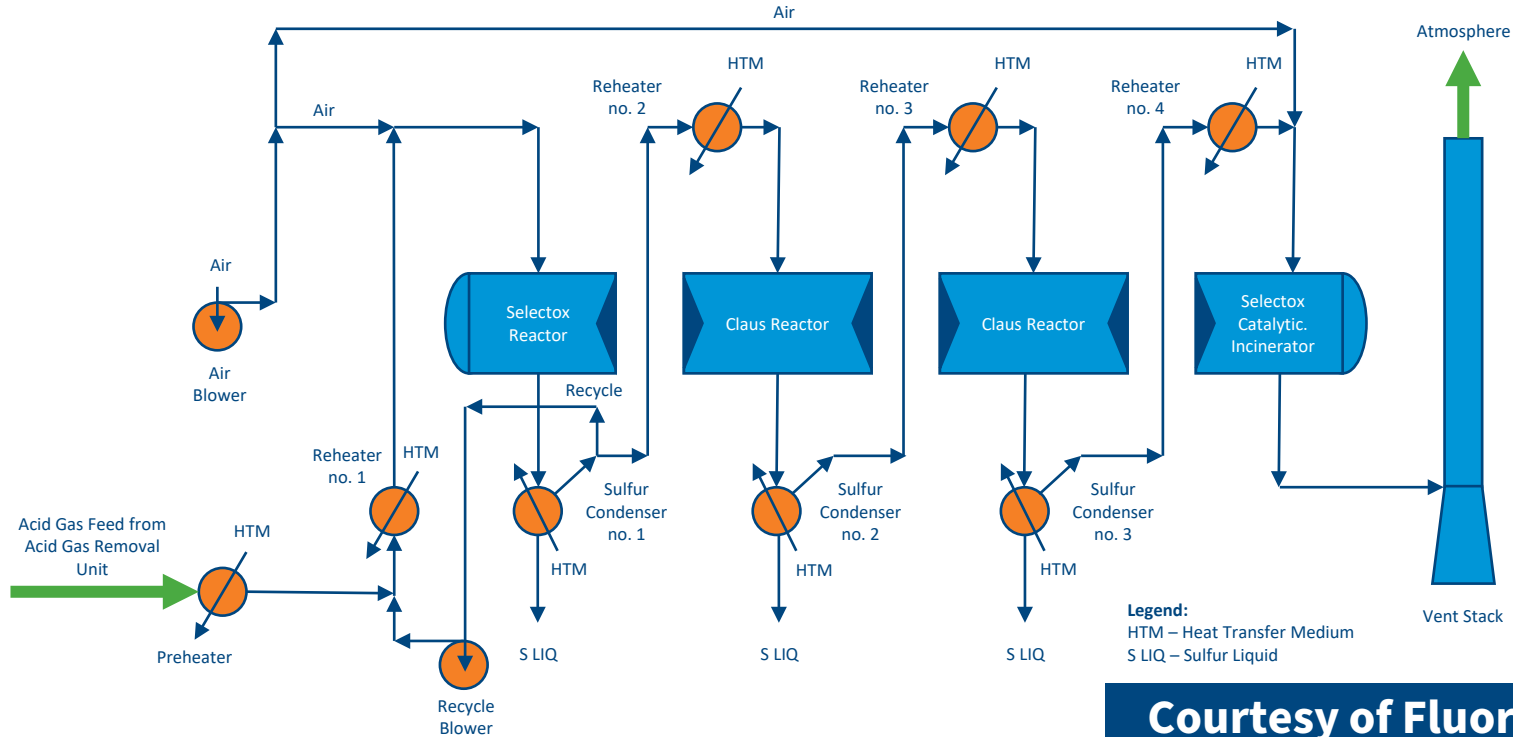 Air
Atmosphere
HTM
HTM
HTM
Reheater
no. 2
Reheater
no. 3
Reheater
no. 4
Air
Air
Air
Blower
Selectox
Reactor
Claus Reactor
Claus Reactor
Selectox
Catalytic.
Incinerator
Recycle
Reheater
no. 1
HTM
Sulfur
Condenser
no. 1
Sulfur
Condenser
no. 2
Sulfur
Condenser
no. 3
Acid Gas Feed from
Acid Gas Removal
Unit
HTM
HTM
HTM
HTM
Preheater
S LIQ
S LIQ
S LIQ
Recycle
Blower
Legend:
HTM – Heat Transfer Medium
S LIQ – Sulfur Liquid
Vent Stack
Courtesy of Fluor